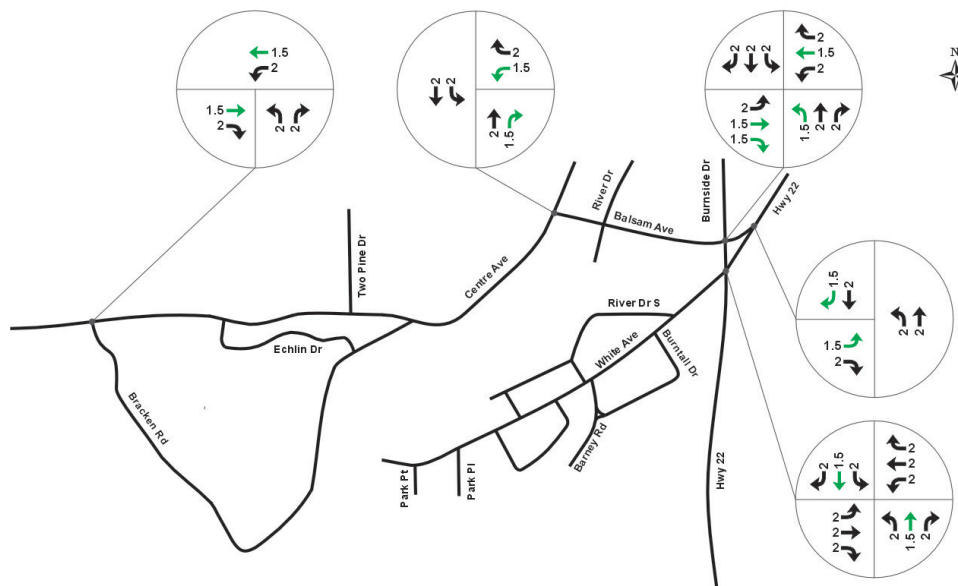 1.5
2
1.5
2
2 2
2 2
2
1.5
2
1.5
2 2 2
2
1.5
2
2
1.5
1.5
1.5
2
2
N
Hwy 22
Burnside Dr
River Dr
Balsam Ave
Centre Ave
Two Pine Dr
Echlin Dr
Bracken Rd
River Dr S
White Ave
Burntall Dr
Barney Rd
Park Pt
Park Pl
Hwy 22
1.5
2
1.5
2
2
2
2
1.5
2
2
2
2
2
2
2
2
1.5
2